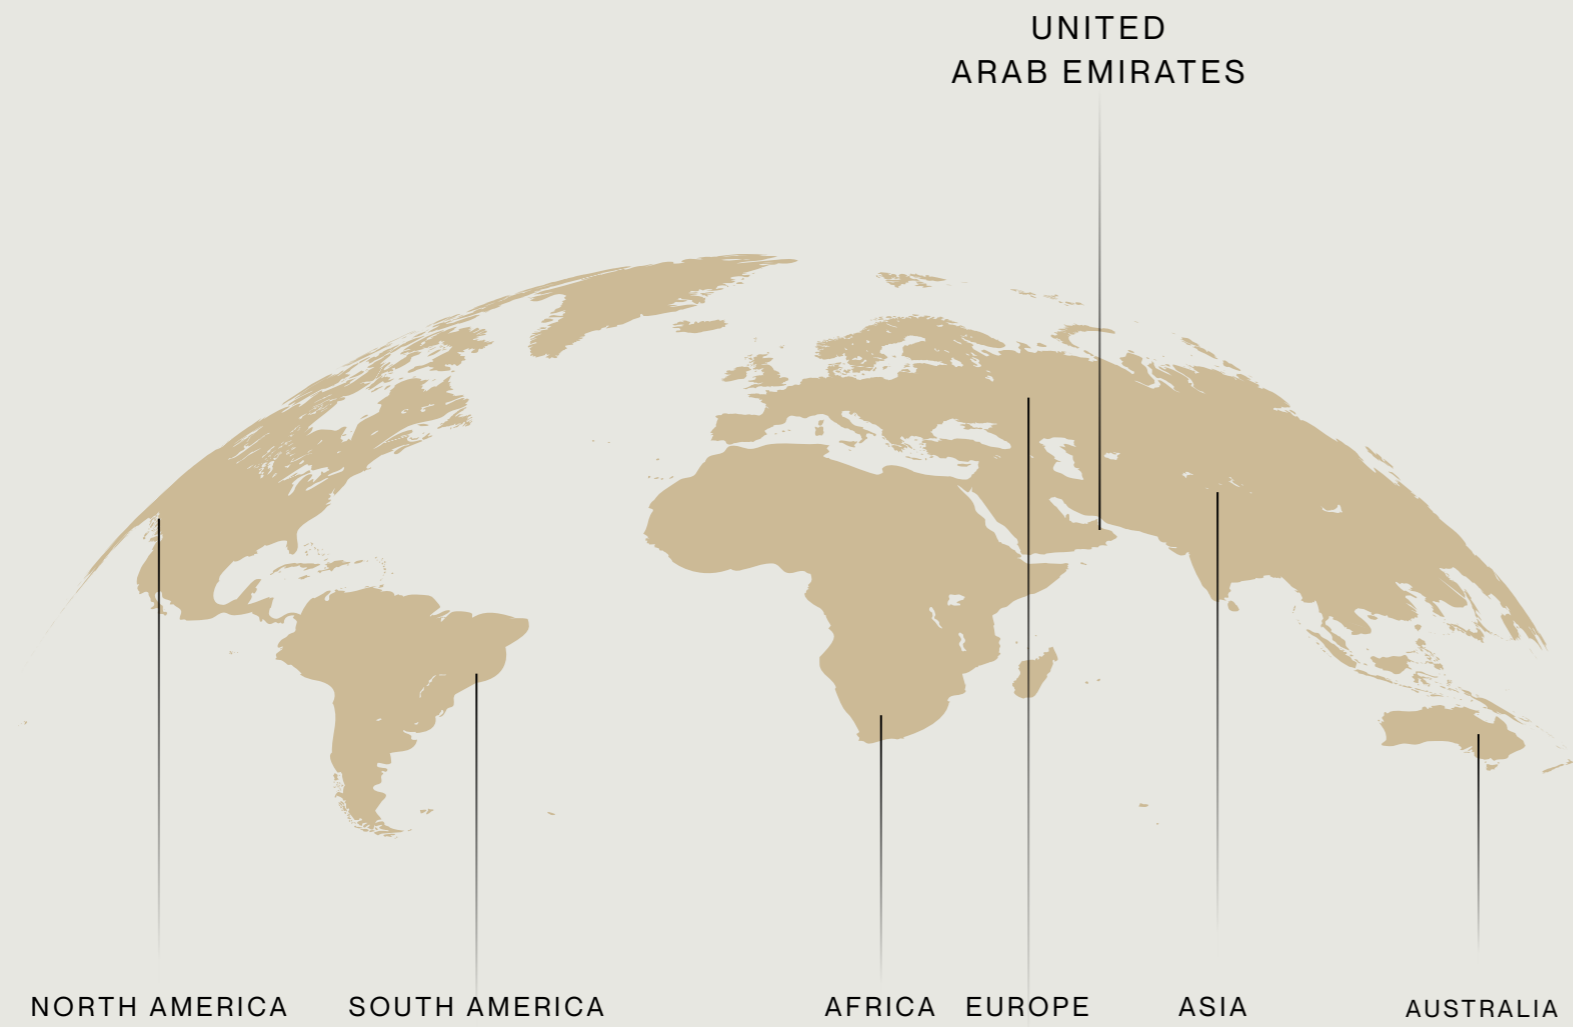 UNITED
ARAB EMIRATES
NORTH AMERICA
SOUTH AMERICA
AFRICA
EUROPE
ASIA
AUSTRALIA